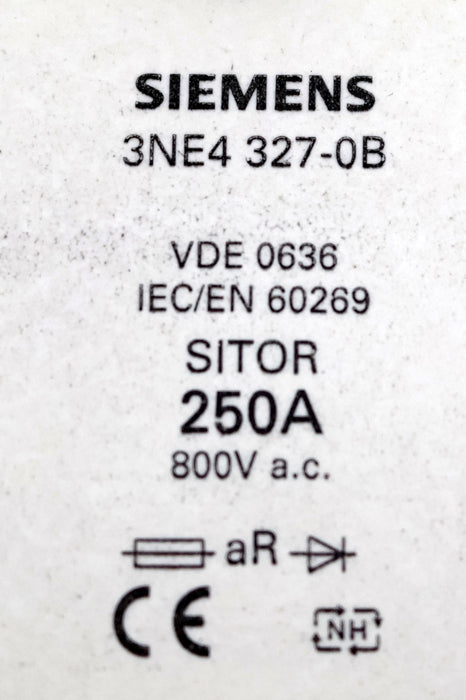 SIEMENS
3NE4 327-0B
VDE 0636
IEC/EN 60269
SITOR
250A
800V a.c.
aR
CE
NH